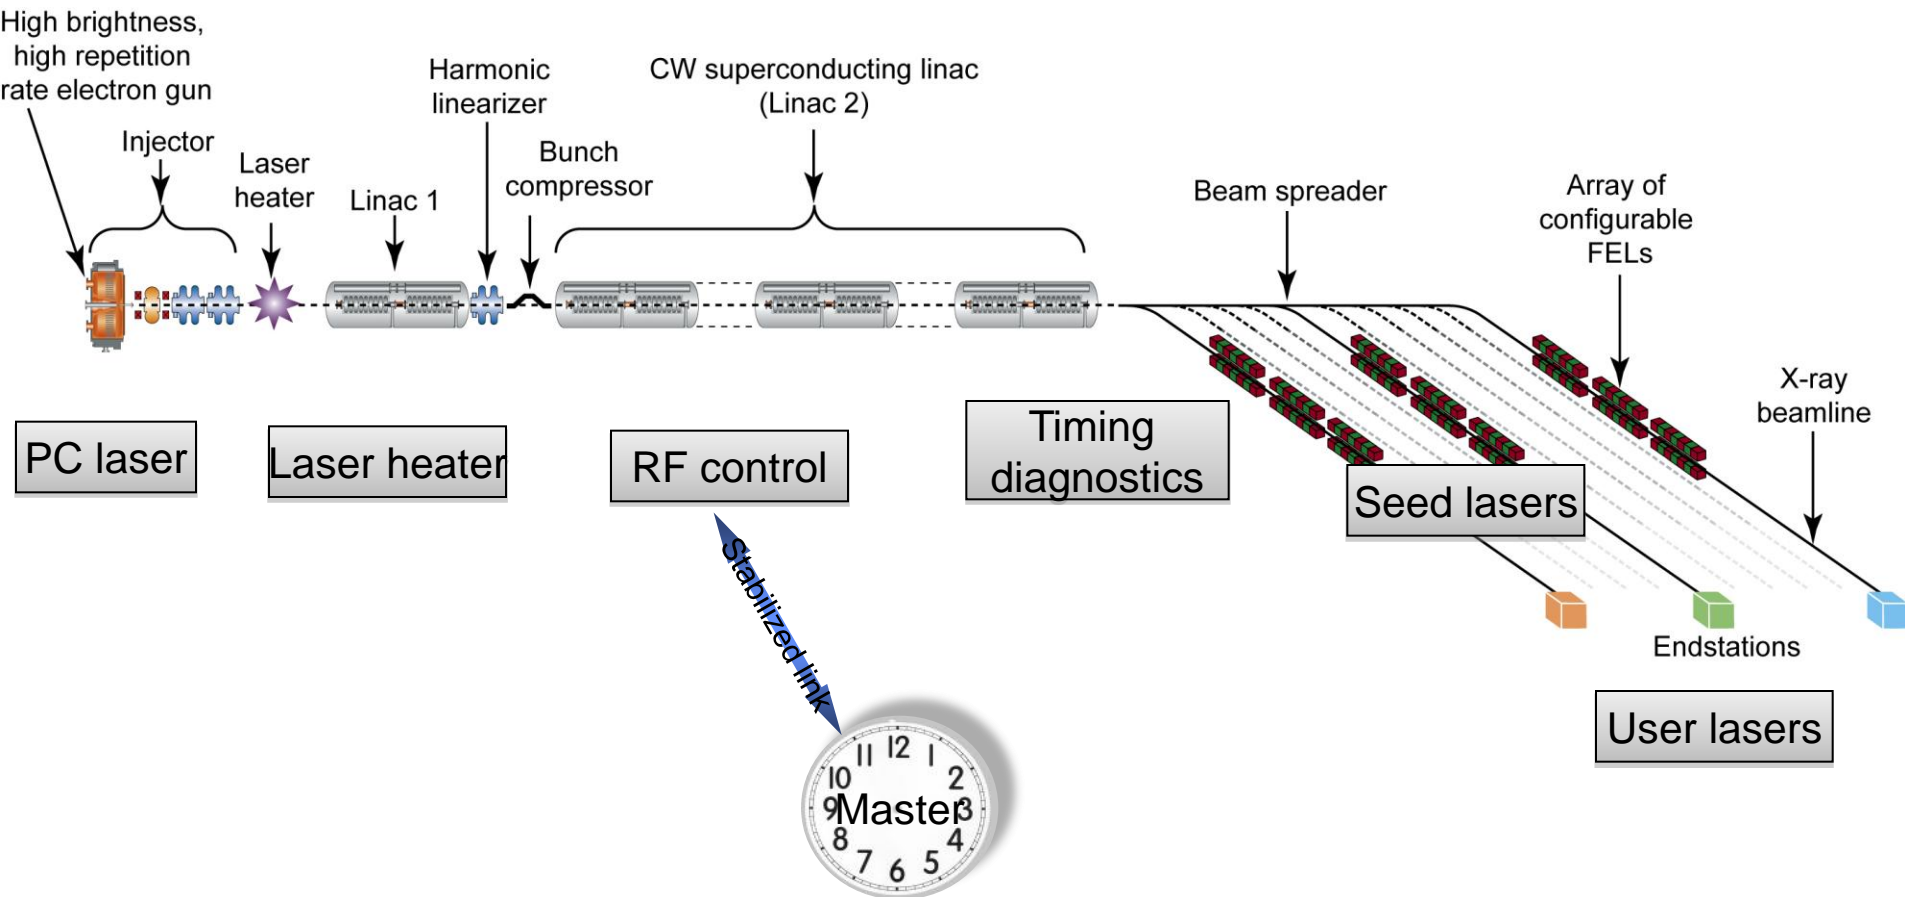 High brightness,
high repetition
rate electron gun
Injector
Laser
heater
Linac 1
Harmonic
linearizer
Bunch
compressor
CW superconducting linac
(Linac 2)
Beam spreader
Array of
configurable
FELs
X-ray
beamline
PC laser
Laser heater
RF control
Timing
diagnostics
Seed lasers
Endstations
User lasers
Stabilized link
12
11
1
10
2
9
Master
3
8
4
7
5
6